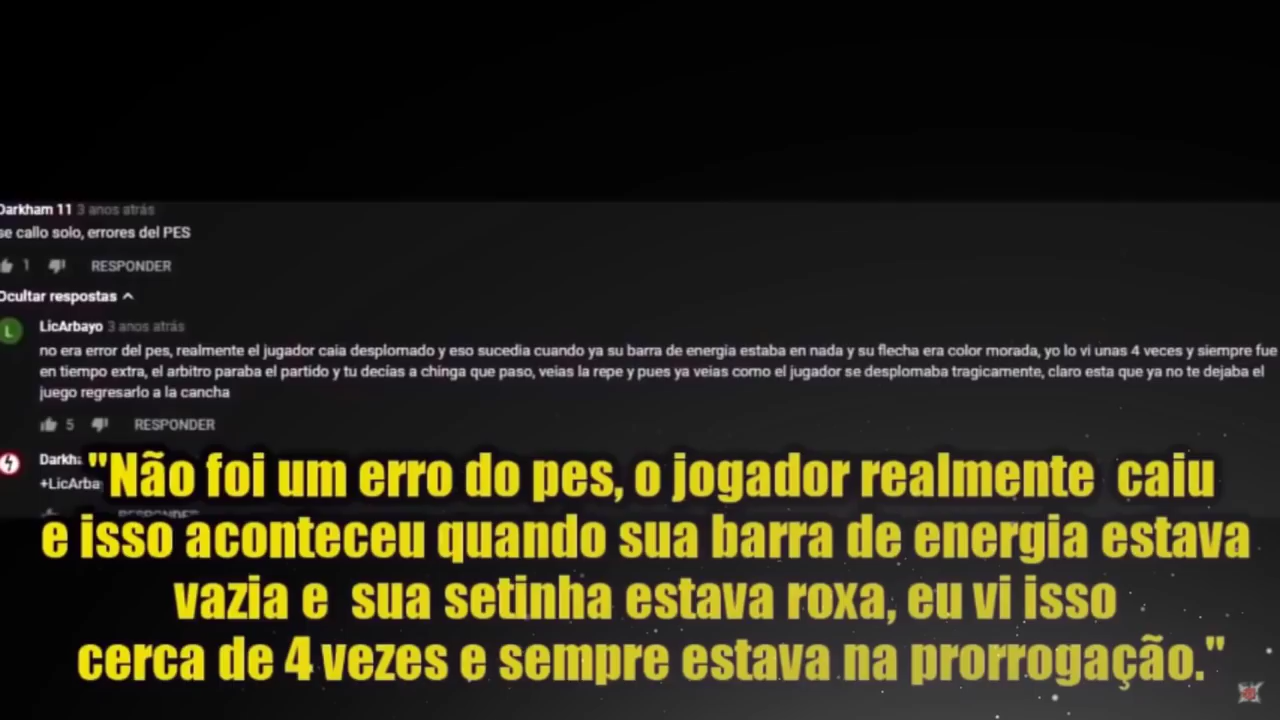 Darkham 11 3 anos atrás
se callo solo, errores del PES
1 RESPONDER
Ocultar respostas
L
LicArbayo 3 anos atrás
no era error del pes, realmente el jugador caia desplomado y eso sucedia cuando ya su barra de energia estaba en nada y su flecha era color morada, yo lo vi unas 4 veces y siempre fue
en tiempo extra, el arbitro paraba el partido y tu decias a chinga que paso, veias la repe y pues ya veias como el jugador se desplomaba tragicamente, claro esta que ya no te dejaba el
juego regresarlo a la cancha
5 RESPONDER
Darkh
+LicArba
RESPONDER
"Não foi um erro do pes, o jogador realmente caiu
e isso aconteceu quando sua barra de energia estava
vazia e sua setinha estava roxa, eu vi isso
cerca de 4 vezes e sempre estava na prorrogação."